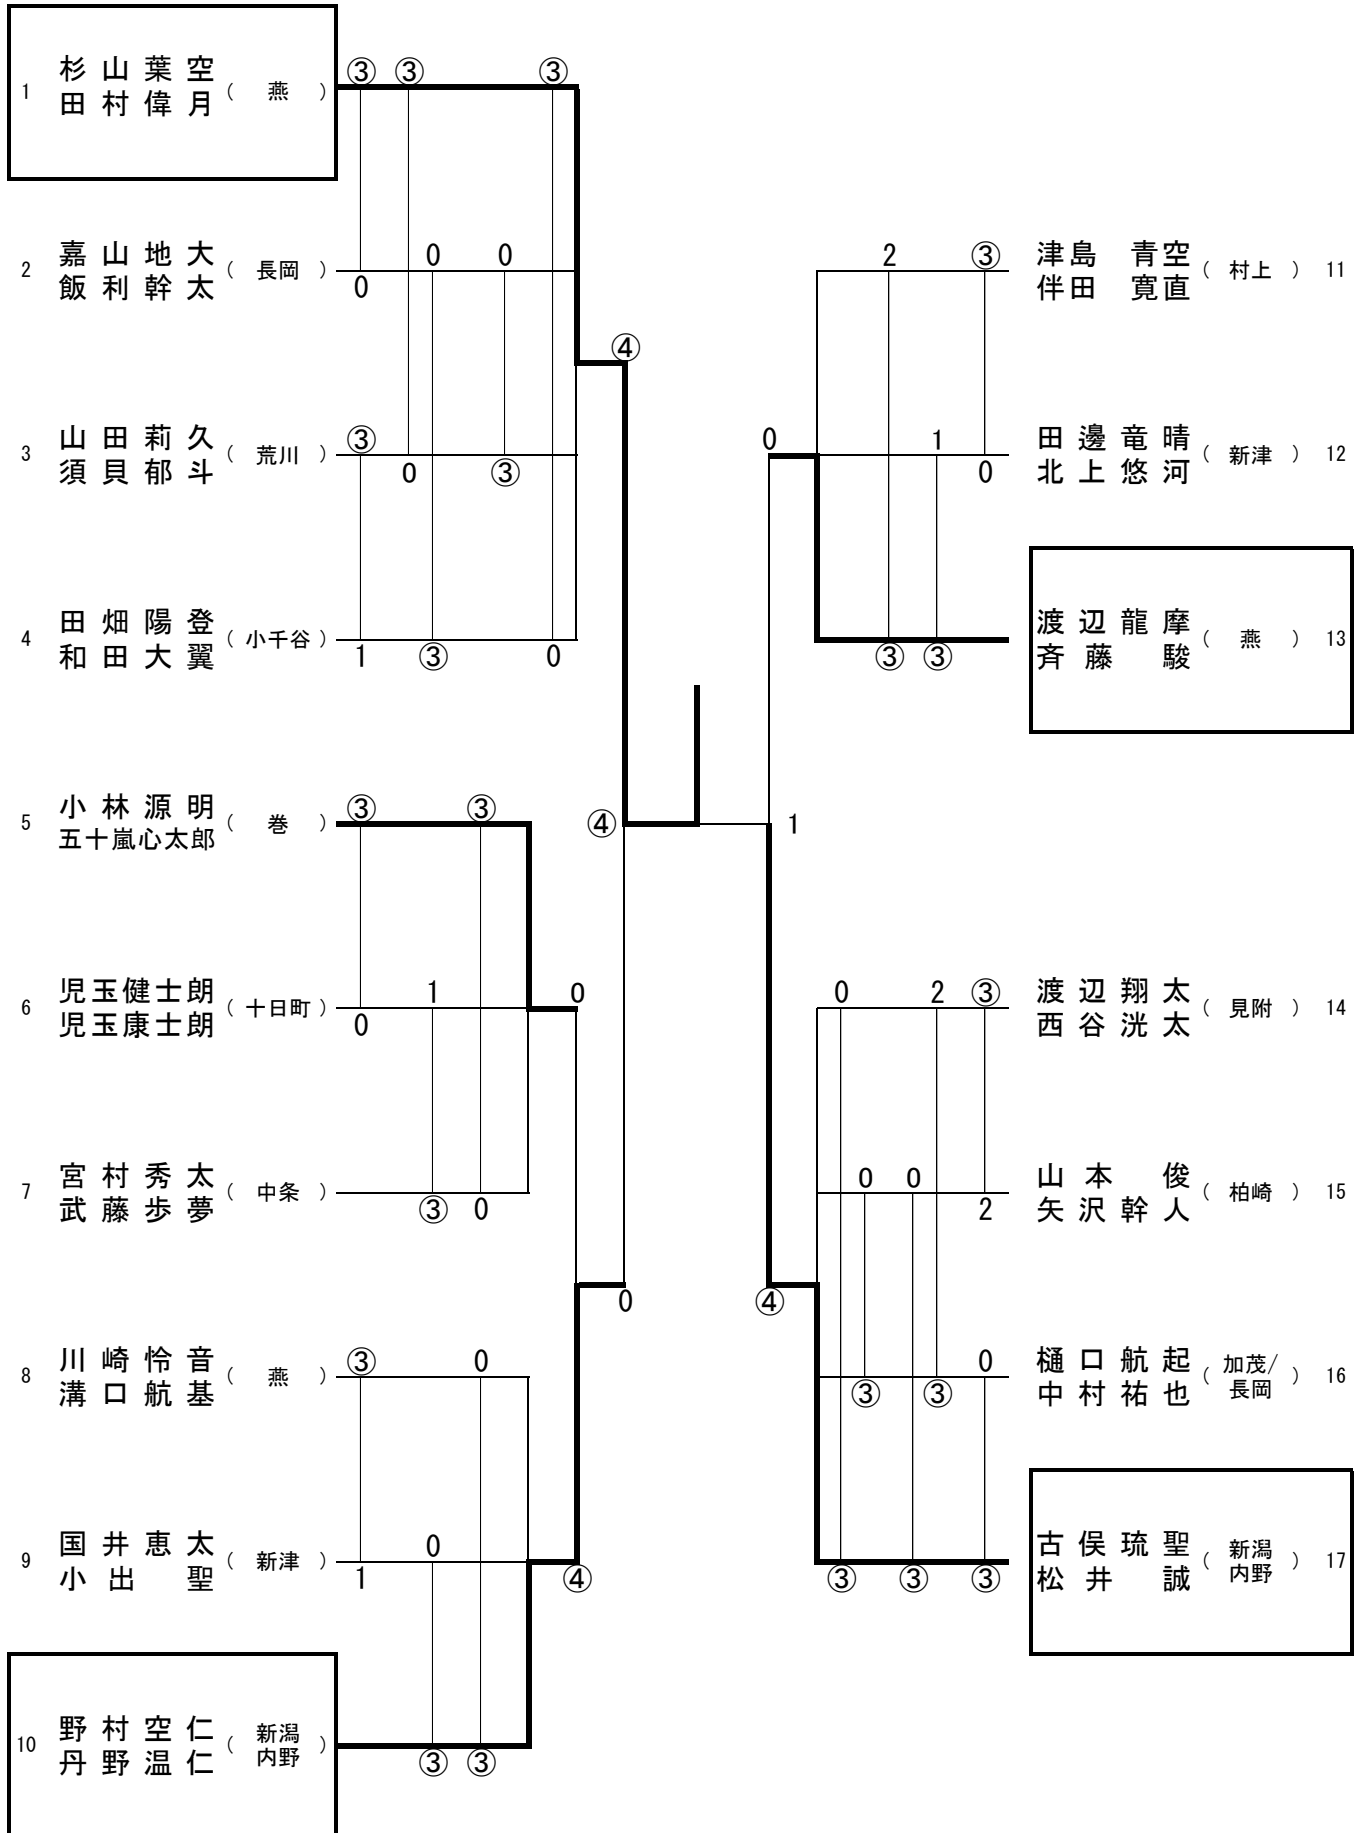 ③ ③ ③
1 杉山葉空 ( 燕 )
田村偉月
2 嘉山地大 ( 長岡 ) 0 0
飯利幹太 0
④
3 山田莉久 ( 荒川 ) ③
須貝郁斗 0 ③
4 田畑陽登 ( 小千谷 )
和田大翼 1 ③ 0
5 小林源明 ( 巻 ) ③ ③ ④
五十嵐心太郎
6 児玉健士朗 ( 十日町 ) 1 0
児玉康士朗 0
7 宮村秀太 ( 中条 )
武藤歩夢 ③ 0
0
8 川崎怜音 ( 燕 ) ③ 0
溝口航基
9 国井恵太 ( 新津 ) 0
小出聖 1 ④
10 野村空仁 ( 新潟内野 )
丹野温仁 ③ ③
2 ③ 津島青空 ( 村上 ) 11
伴田寛直
0 1 田邊竜晴 ( 新津 ) 12
0 北上悠河
渡辺龍摩 ( 燕 ) 13
③ ③ 斉藤駿
1
0 2 ③ 渡辺翔太 ( 見附 ) 14
西谷洸太
0 0 山本俊 ( 柏崎 ) 15
2 矢沢幹人
④
0 樋口航起 ( 加茂/長岡 ) 16
③ ③ 中村祐也
古俣琉聖 ( 新潟内野 ) 17
③ ③ ③ 松井誠